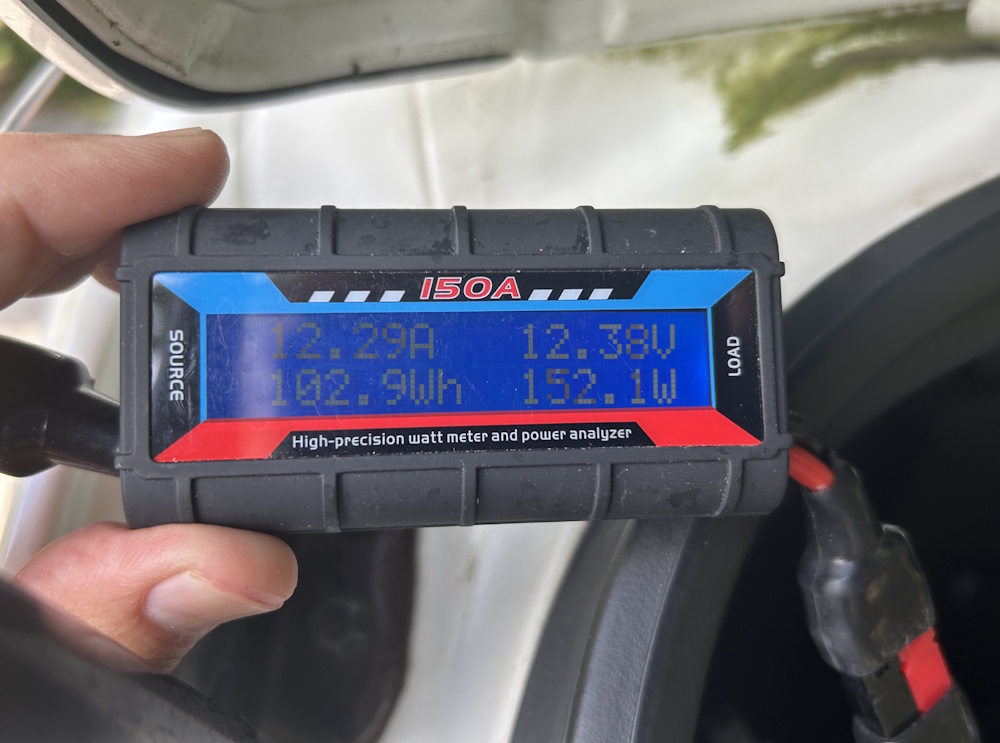 150A
SOURCE
12.29A 12.38V
102.9Wh 152.1W
LOAD
High-precision watt meter and power analyzer